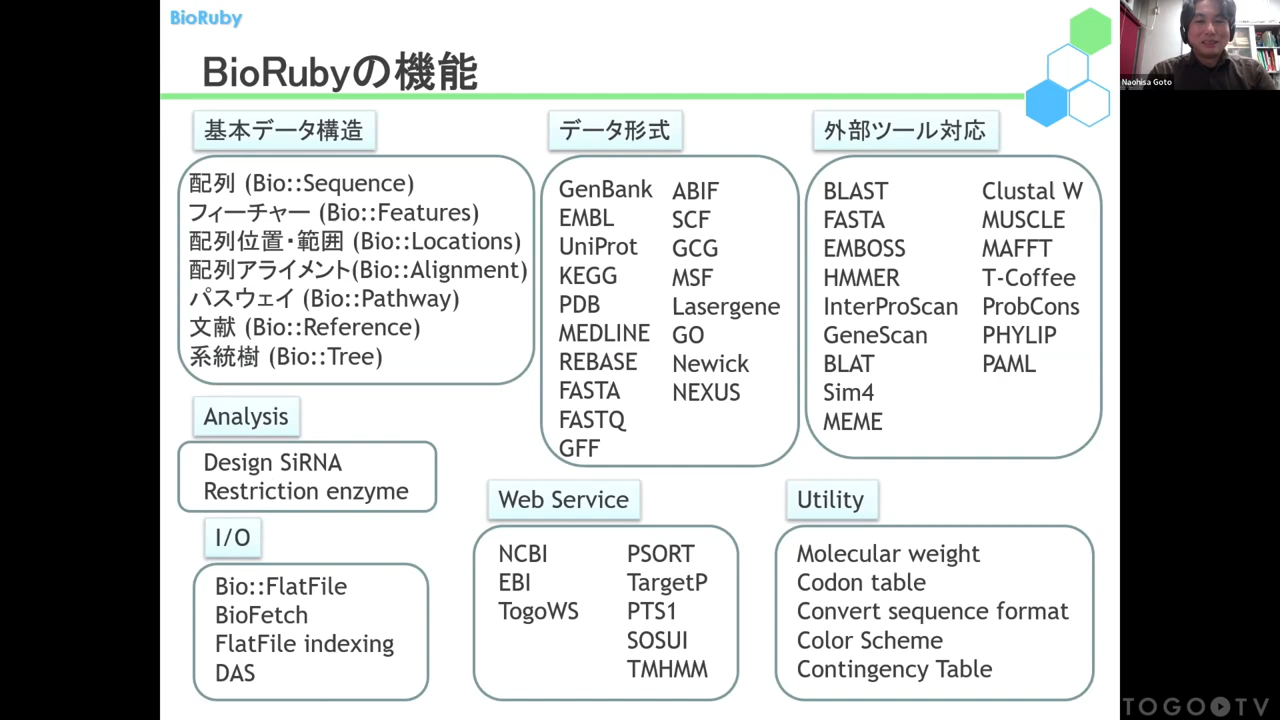 BioRuby
BioRubyの機能
Naohisa Goto
基本データ構造
配列 (Bio::Sequence)
フィーチャー (Bio::Features)
配列位置・範囲 (Bio::Locations)
配列アライメント(Bio::Alignment)
パスウェイ (Bio::Pathway)
文献 (Bio::Reference)
系統樹 (Bio::Tree)
データ形式
GenBank
EMBL
UniProt
KEGG
PDB
MEDLINE
REBASE
FASTA
FASTQ
GFF
ABIF
SCF
GCG
MSF
Lasergene
GO
Newick
NEXUS
外部ツール対応
BLAST
FASTA
EMBOSS
HMMER
InterProScan
GeneScan
BLAT
Sim4
MEME
Clustal W
MUSCLE
MAFFT
T-Coffee
ProbCons
PHYLIP
PAML
Analysis
Design SiRNA
Restriction enzyme
I/O
Bio::FlatFile
BioFetch
FlatFile indexing
DAS
Web Service
NCBI
EBI
TogoWS
PSORT
TargetP
PTS1
SOSUI
TMHMM
Utility
Molecular weight
Codon table
Convert sequence format
Color Scheme
Contingency Table
TOGO TV